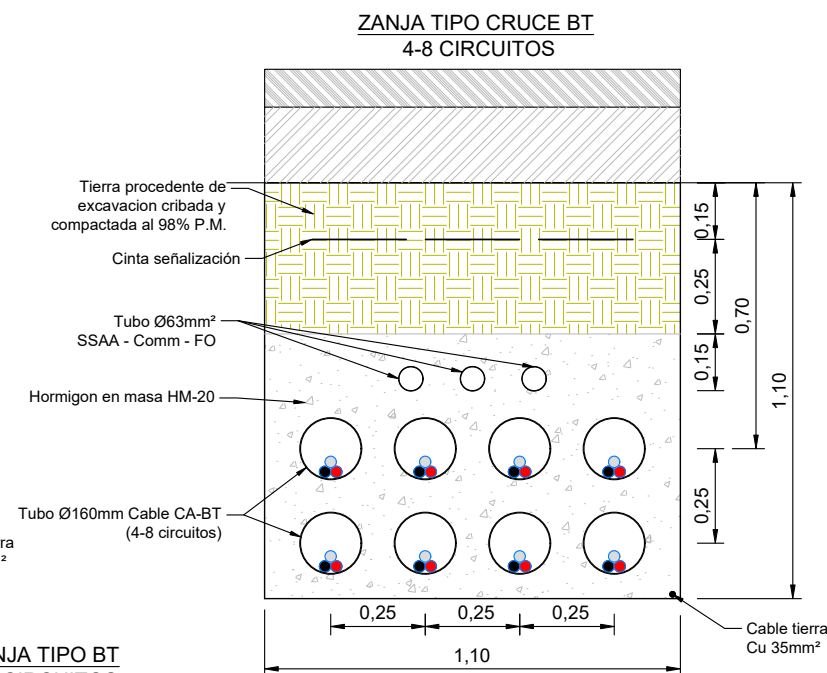 ZANJA TIPO CRUCE BT
4-8 CIRCUITOS
Tierra procedente de
excavacion cribada y
compactada al 98% P.M.
Cinta señalización
Tubo Ø63mm²
SSAA - Comm - FO
Hormigon en masa HM-20
Tubo Ø160mm Cable CA-BT
(4-8 circuitos)
0,15
0,25
0,15
0,70
1,10
0,25
0,25
0,25
0,25
1,10
Cable tierra
Cu 35mm²
TIPO BT